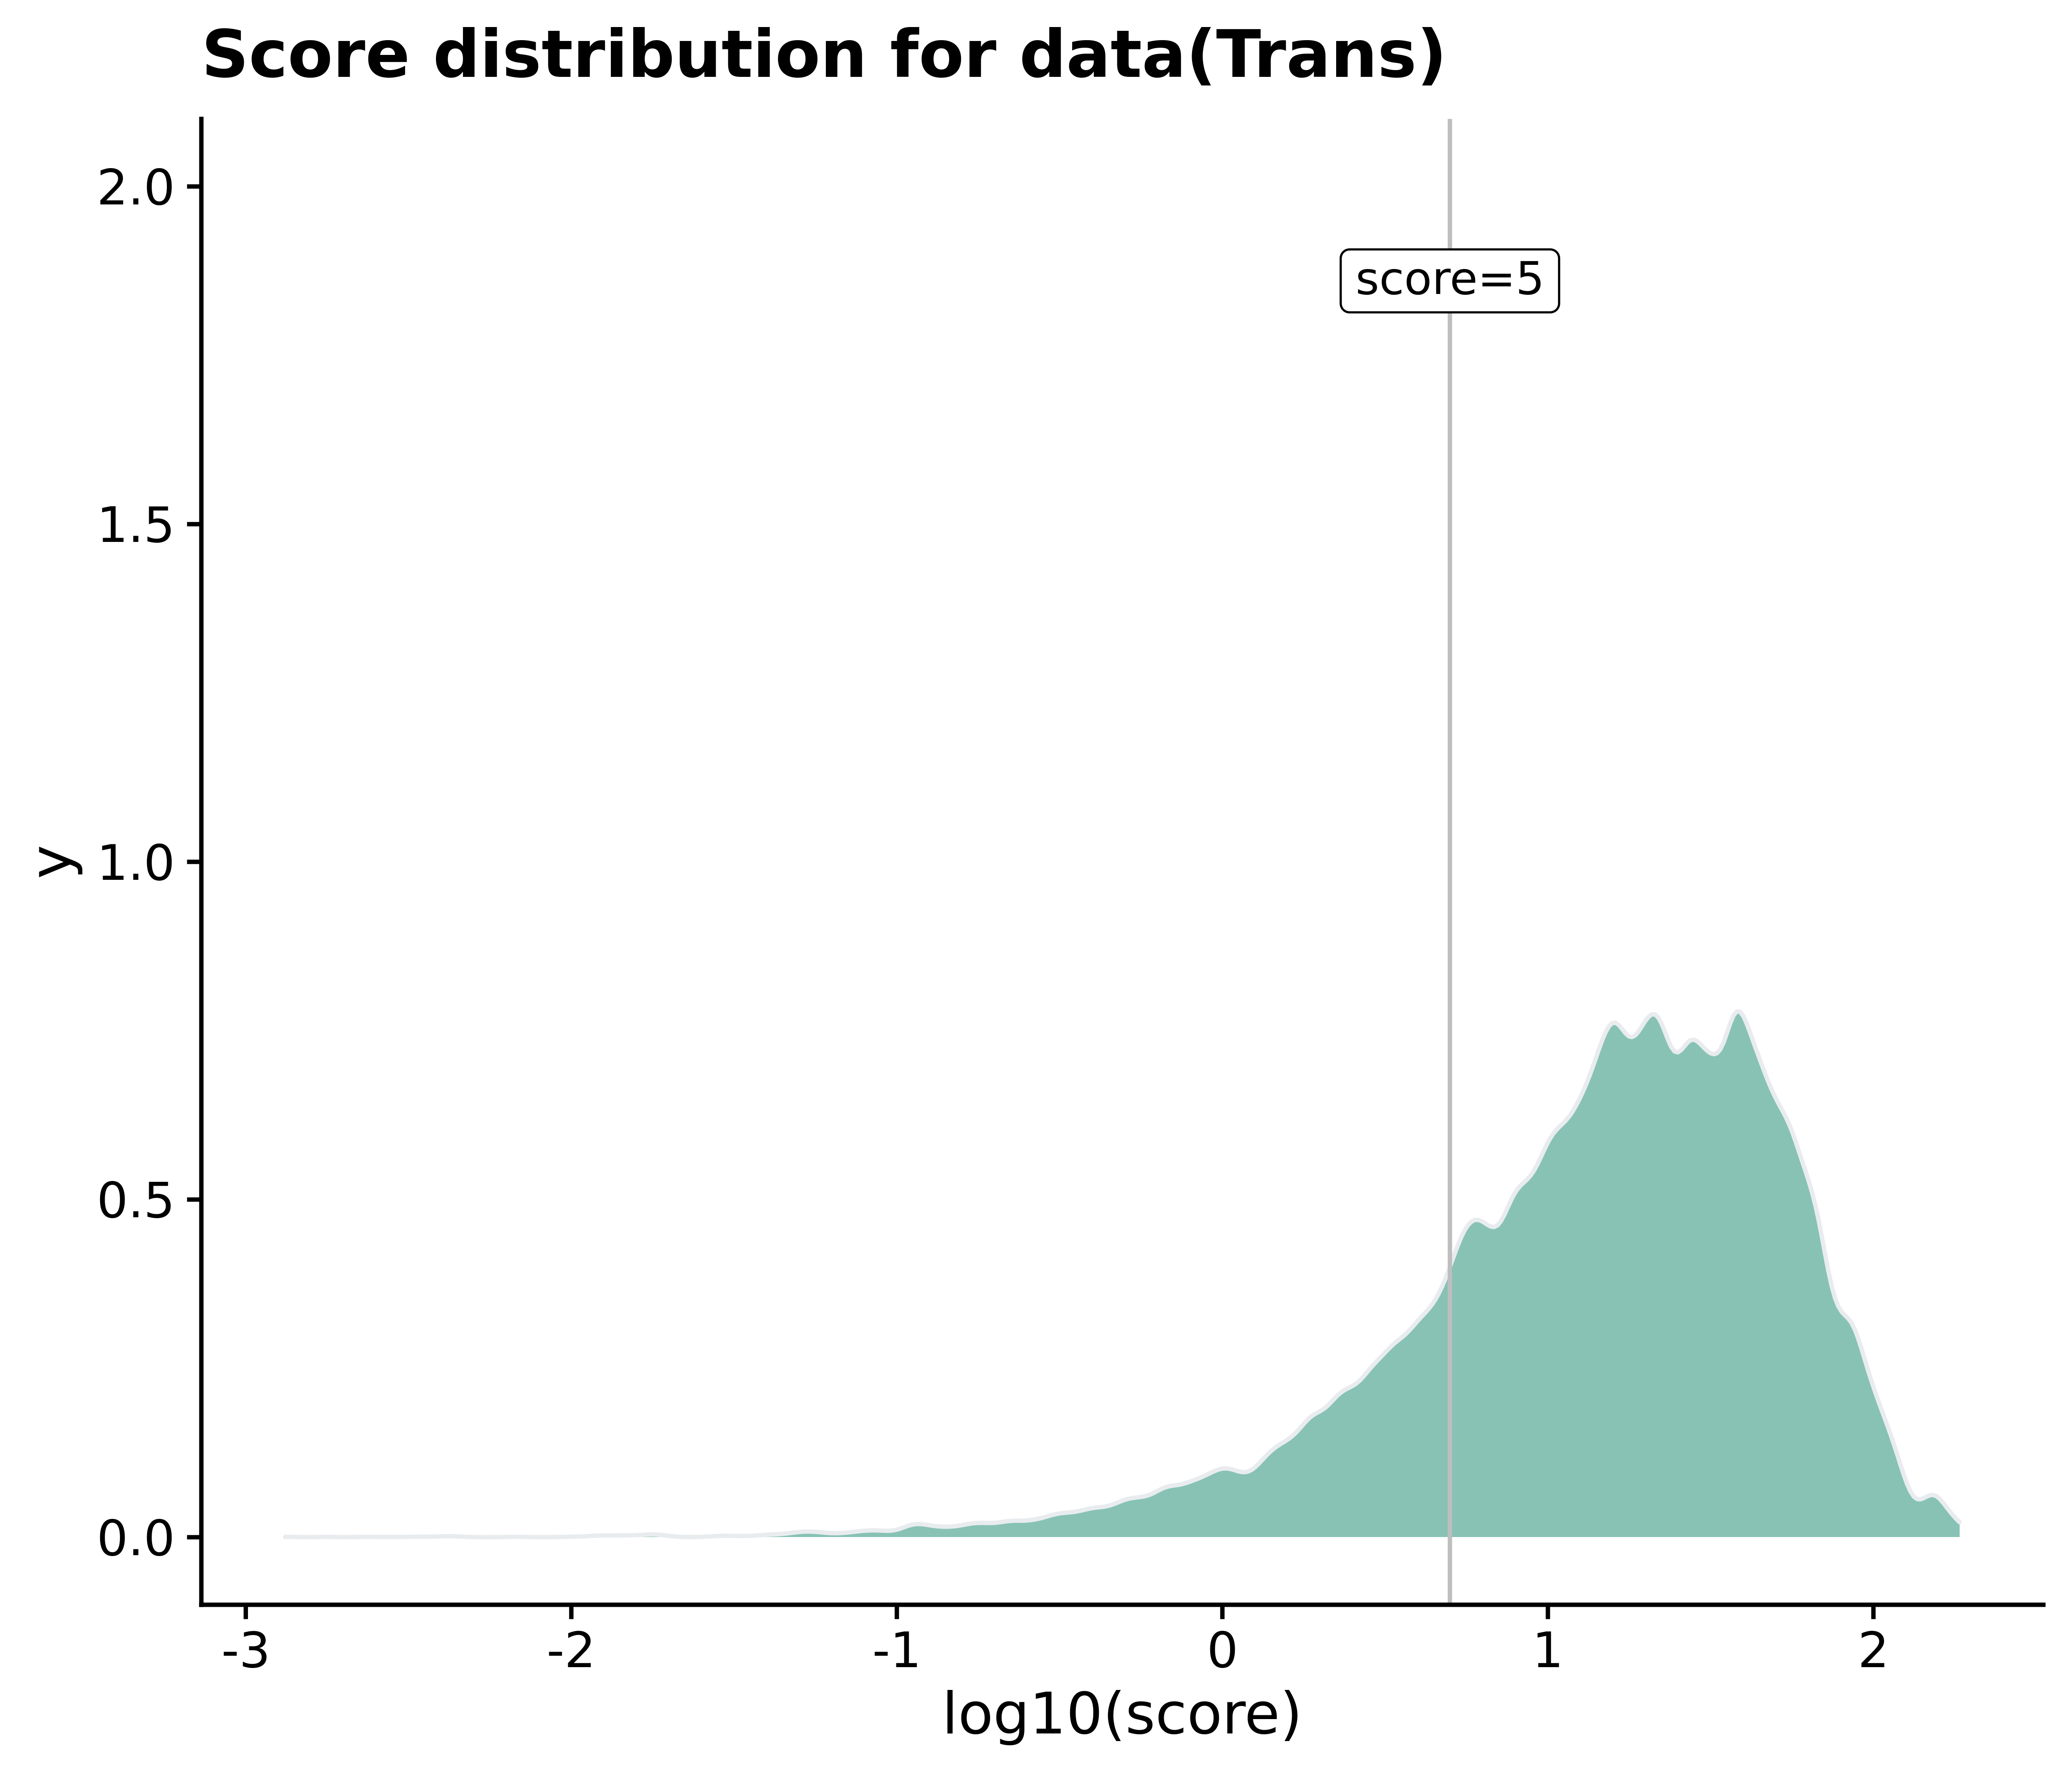 Score distribution for data(Trans)
2.0
score=5
1.5
y
1.0
0.5
0.0
-3 -2 -1 0 1 2
log10(score)